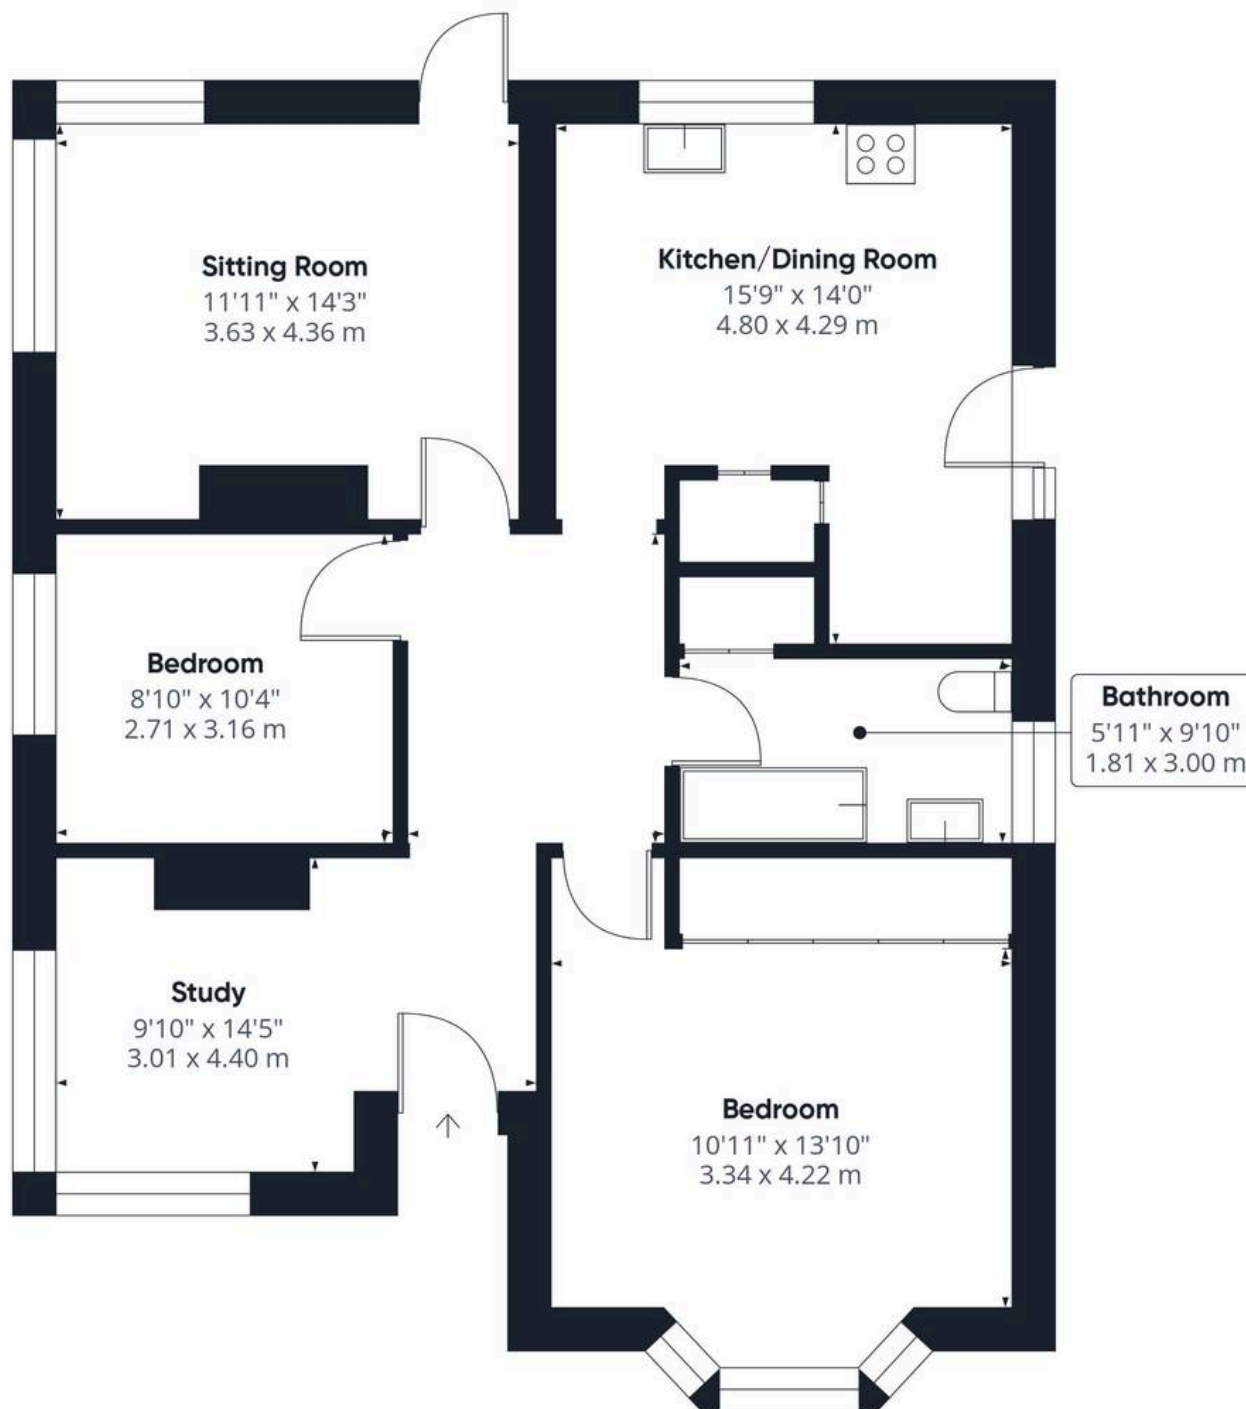 Sitting Room
11'11" x 14'3"
3.63 x 4.36 m
Kitchen/Dining Room
15'9" x 14'0"
4.80 x 4.29 m
Bedroom
8'10" x 10'4"
2.71 x 3.16 m
Bathroom
5'11" x 9'10"
1.81 x 3.00 m
Study
9'10" x 14'5"
3.01 x 4.40 m
Bedroom
10'11" x 13'10"
3.34 x 4.22 m